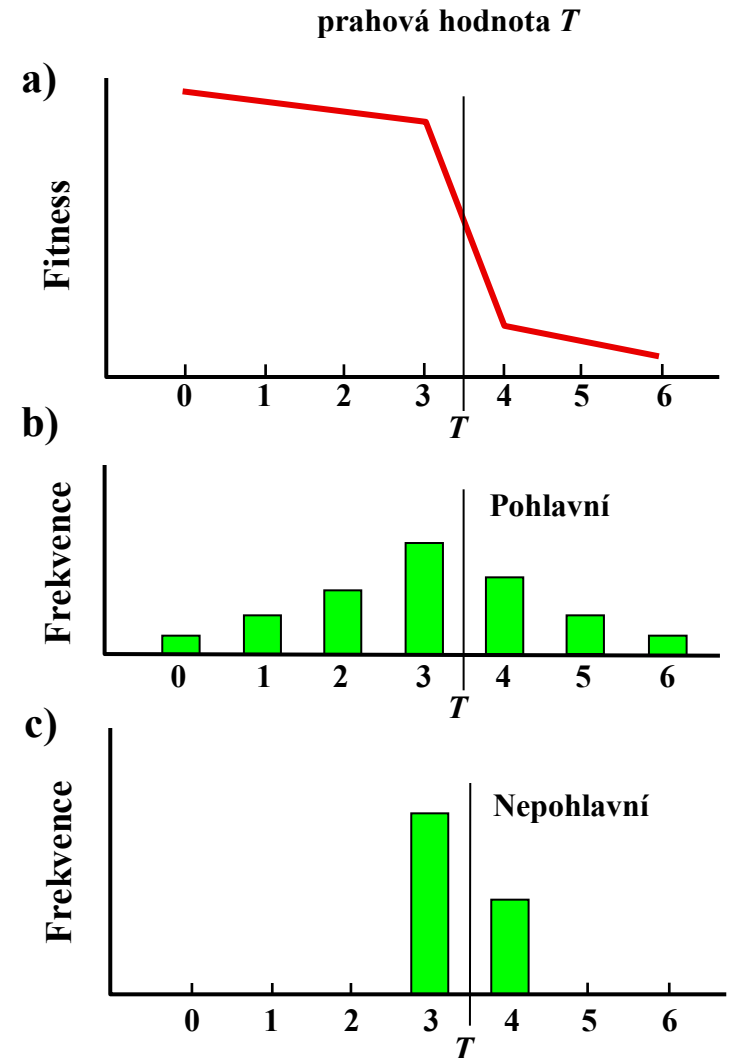 prahová hodnota T
a)
Fitness
0 1 2 3 4 5 6
T
b)
Frekvence
Pohlavní
0 1 2 3 4 5 6
T
c)
Frekvence
Nepohlavní
0 1 2 3 4 5 6
T